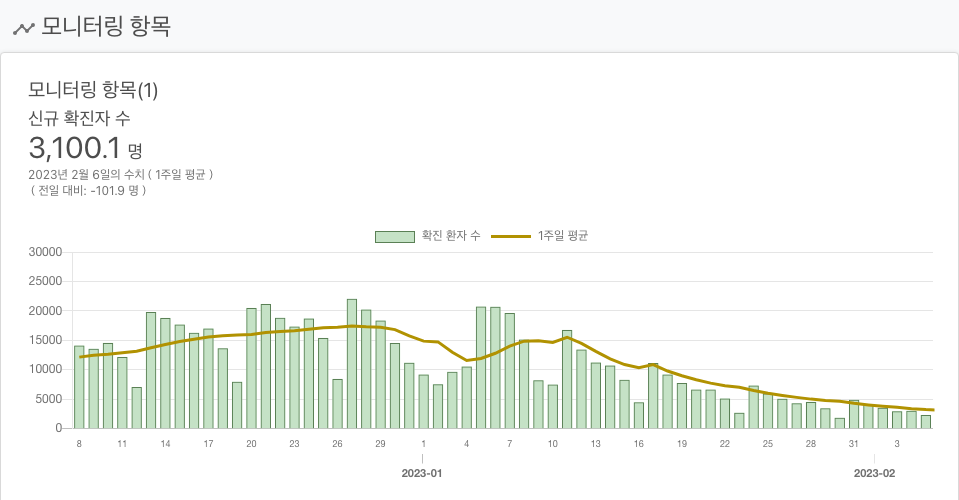 모니터링 항목
모니터링 항목(1)
신규 확진자 수
3,100.1 명
2023년 2월 6일의 수치 ( 1주일 평균 )
( 전일 대비: -101.9 명 )
확진 환자 수 1주일 평균
30000
25000
20000
15000
10000
5000
0
8 11 14 17 20 23 26 29 1 4 7 10 13 16 19 22 25 28 31 3
2023-01 2023-02